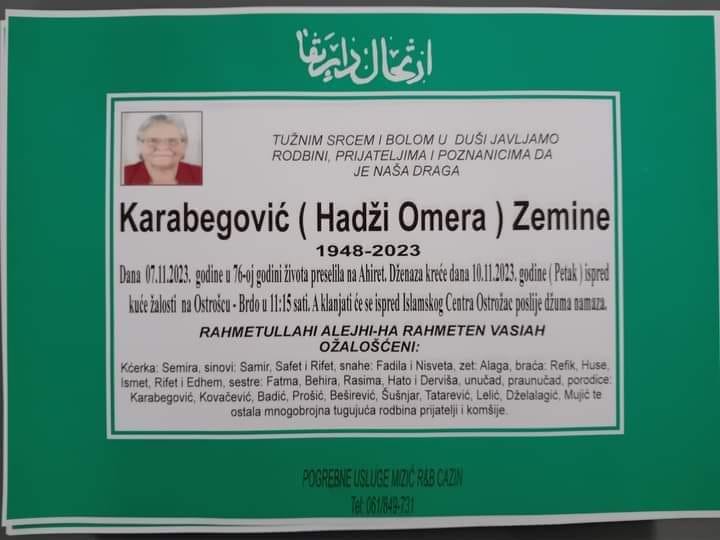 ارتحال دار بقا
TUŽNIM SRCEM I BOLOM U DUŠI JAVLJAMO
RODBINI, PRIJATELJIMA I POZNANICIMA DA
JE NAŠA DRAGA
Karabegović ( Hadži Omera ) Zemine
1948-2023
Dana 07.11.2023. godine u 76-oj godini života preselila na Ahiret. Dženaza kreće dana 10.11.2023. godine ( Petak ) ispred
kuće žalosti na Ostrošcu - Brdo u 11:15 sati. A klanjati će se ispred Islamskog Centra Ostrožac poslije džuma namaza.
RAHMETULLAHI ALEJHI-HA RAHMETEN VASIAH
OŽALOŠĆENI:
Kćerka: Semira, sinovi: Samir, Safet i Rifet, snahe: Fadila i Nisveta, zet: Alaga, braća: Refik, Huse,
Ismet, Rifet i Edhem, sestre: Fatma, Behira, Rasima, Hato i Derviša, unučad, praunučad, porodice:
Karabegović, Kovačević, Badić, Prošić, Beširević, Šušnjar, Tatarević, Lelić, Dželalagić, Mujić te
ostala mnogobrojna tugujuća rodbina prijatelji i komšije.
POGREBNE USLUGE MIZIĆ R&B CAZIN
Tel: 061/849-731